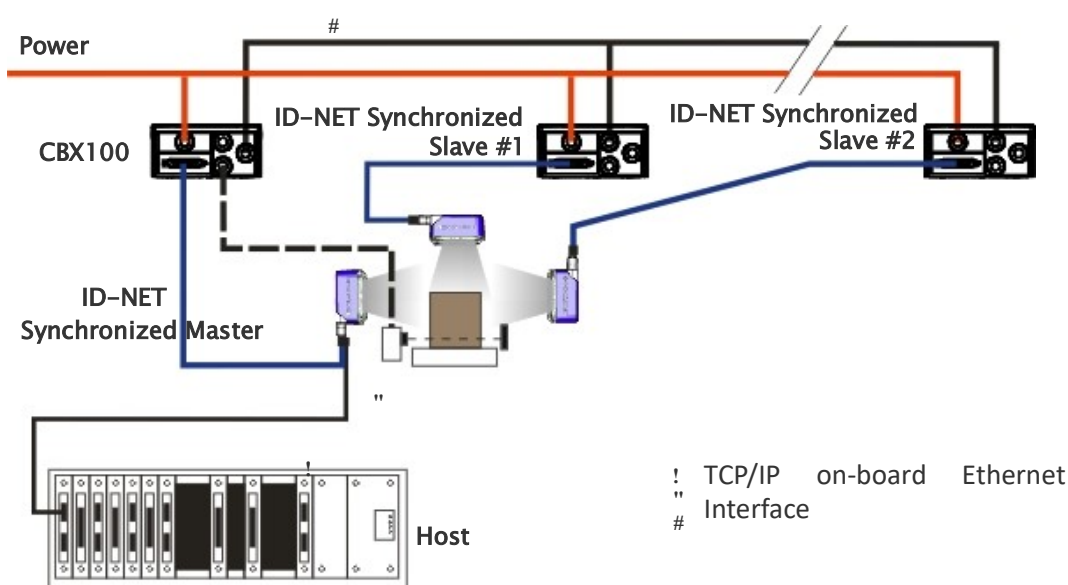 #
Power
ID-NET Synchronized
Slave #1
ID-NET Synchronized
Slave #2
CBX100
ID-NET
Synchronized Master
"
!
Host
! TCP/IP on-board Ethernet
" Interface
#